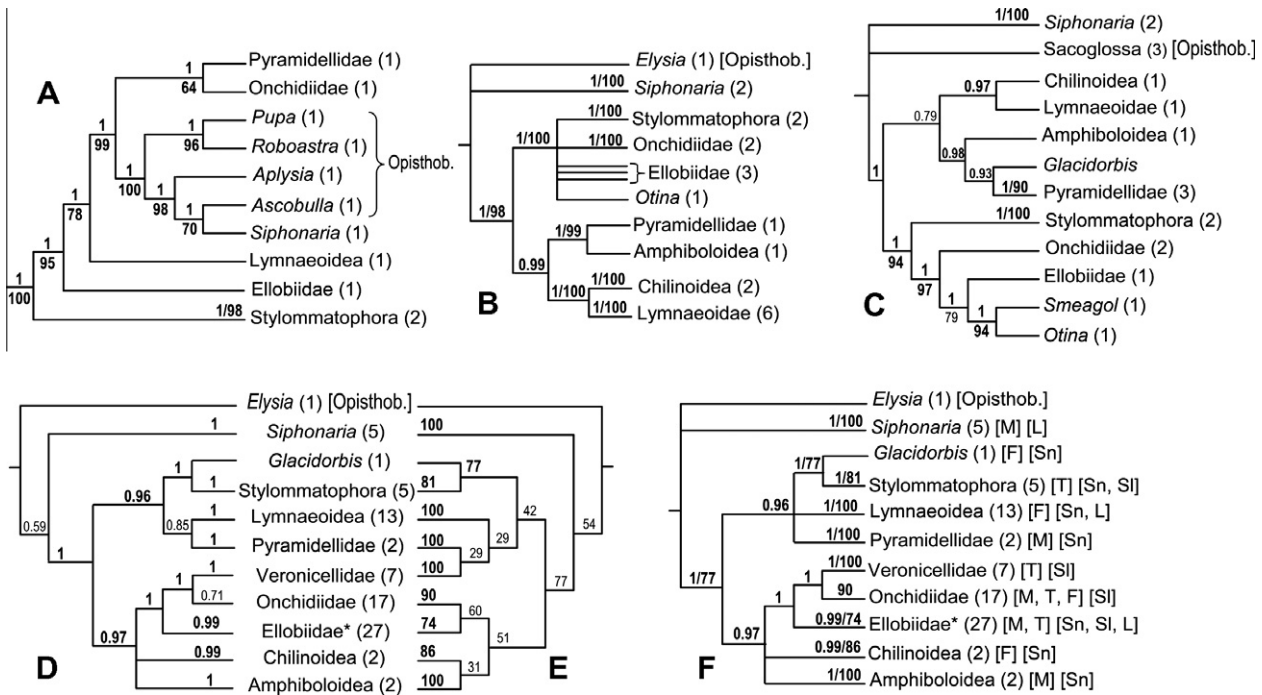 A
Pyramidellidae (1)
Onchidiidae (1)
Pupa (1)
Roboastra (1)
Aplysia (1)
Ascobulla (1)
Siphonaria (1)
Lymnaeoidea (1)
Ellobiidae (1)
Stylommatophora (2)
Opisthob.
1
64
1
99
1
96
1
100
1
98
1
70
1
78
1
95
1
100
1/98
B
Elysia (1) [Opisthob.]
1/100 Siphonaria (2)
Stylommatophora (2)
1/100
1/100 Onchidiidae (2)
1/100
Ellobiidae (3)
Otina (1)
1/98
Pyramidellidae (1)
1/99
Amphiboloidea (1)
0.99
1/100 Chilinoidea (2)
1/100
1/100 Lymnaeoidae (6)
C
1/100 Siphonaria (2)
Sacoglossa (3) [Opisthob.]
Chilinoidea (1)
0.97
Lymnaeoidae (1)
0.79
Amphiboloidea (1)
0.98
Glacidorbis
0.93
1/90 Pyramidellidae (3)
1
1/100 Stylommatophora (2)
1
94
Onchidiidae (2)
1
97
Ellobiidae (1)
1
79
Smeagol (1)
1
94
Otina (1)
D
E
Elysia (1) [Opisthob.]
1 Siphonaria (5) 100
Glacidorbis (1)
1 77
1 Stylommatophora (5) 81
0.96
1 Lymnaeoidea (13) 100
0.85
42
0.59
54
1 Pyramidellidae (2) 100
29
29
1
1 Veronicellidae (7) 100
1
77
0.71 Onchidiidae (17) 90
1
60
0.99 Ellobiidae* (27) 74
0.97
51
0.99 Chilinoidea (2) 86
31
1 Amphiboloidea (2) 100
F
Elysia (1) [Opisthob.]
1/100 Siphonaria (5) [M] [L]
Glacidorbis (1) [F] [Sn]
1/77
1/81 Stylommatophora (5) [T] [Sn, Sl]
0.96
1/100 Lymnaeoidea (13) [F] [Sn, L]
1/100 Pyramidellidae (2) [M] [Sn]
1/77
1/100 Veronicellidae (7) [T] [Sl]
1
90 Onchidiidae (17) [M, T, F] [Sl]
1
0.99/74 Ellobiidae* (27) [M, T] [Sn, Sl, L]
0.97
0.99/86 Chilinoidea (2) [F] [Sn]
1/100 Amphiboloidea (2) [M] [Sn]